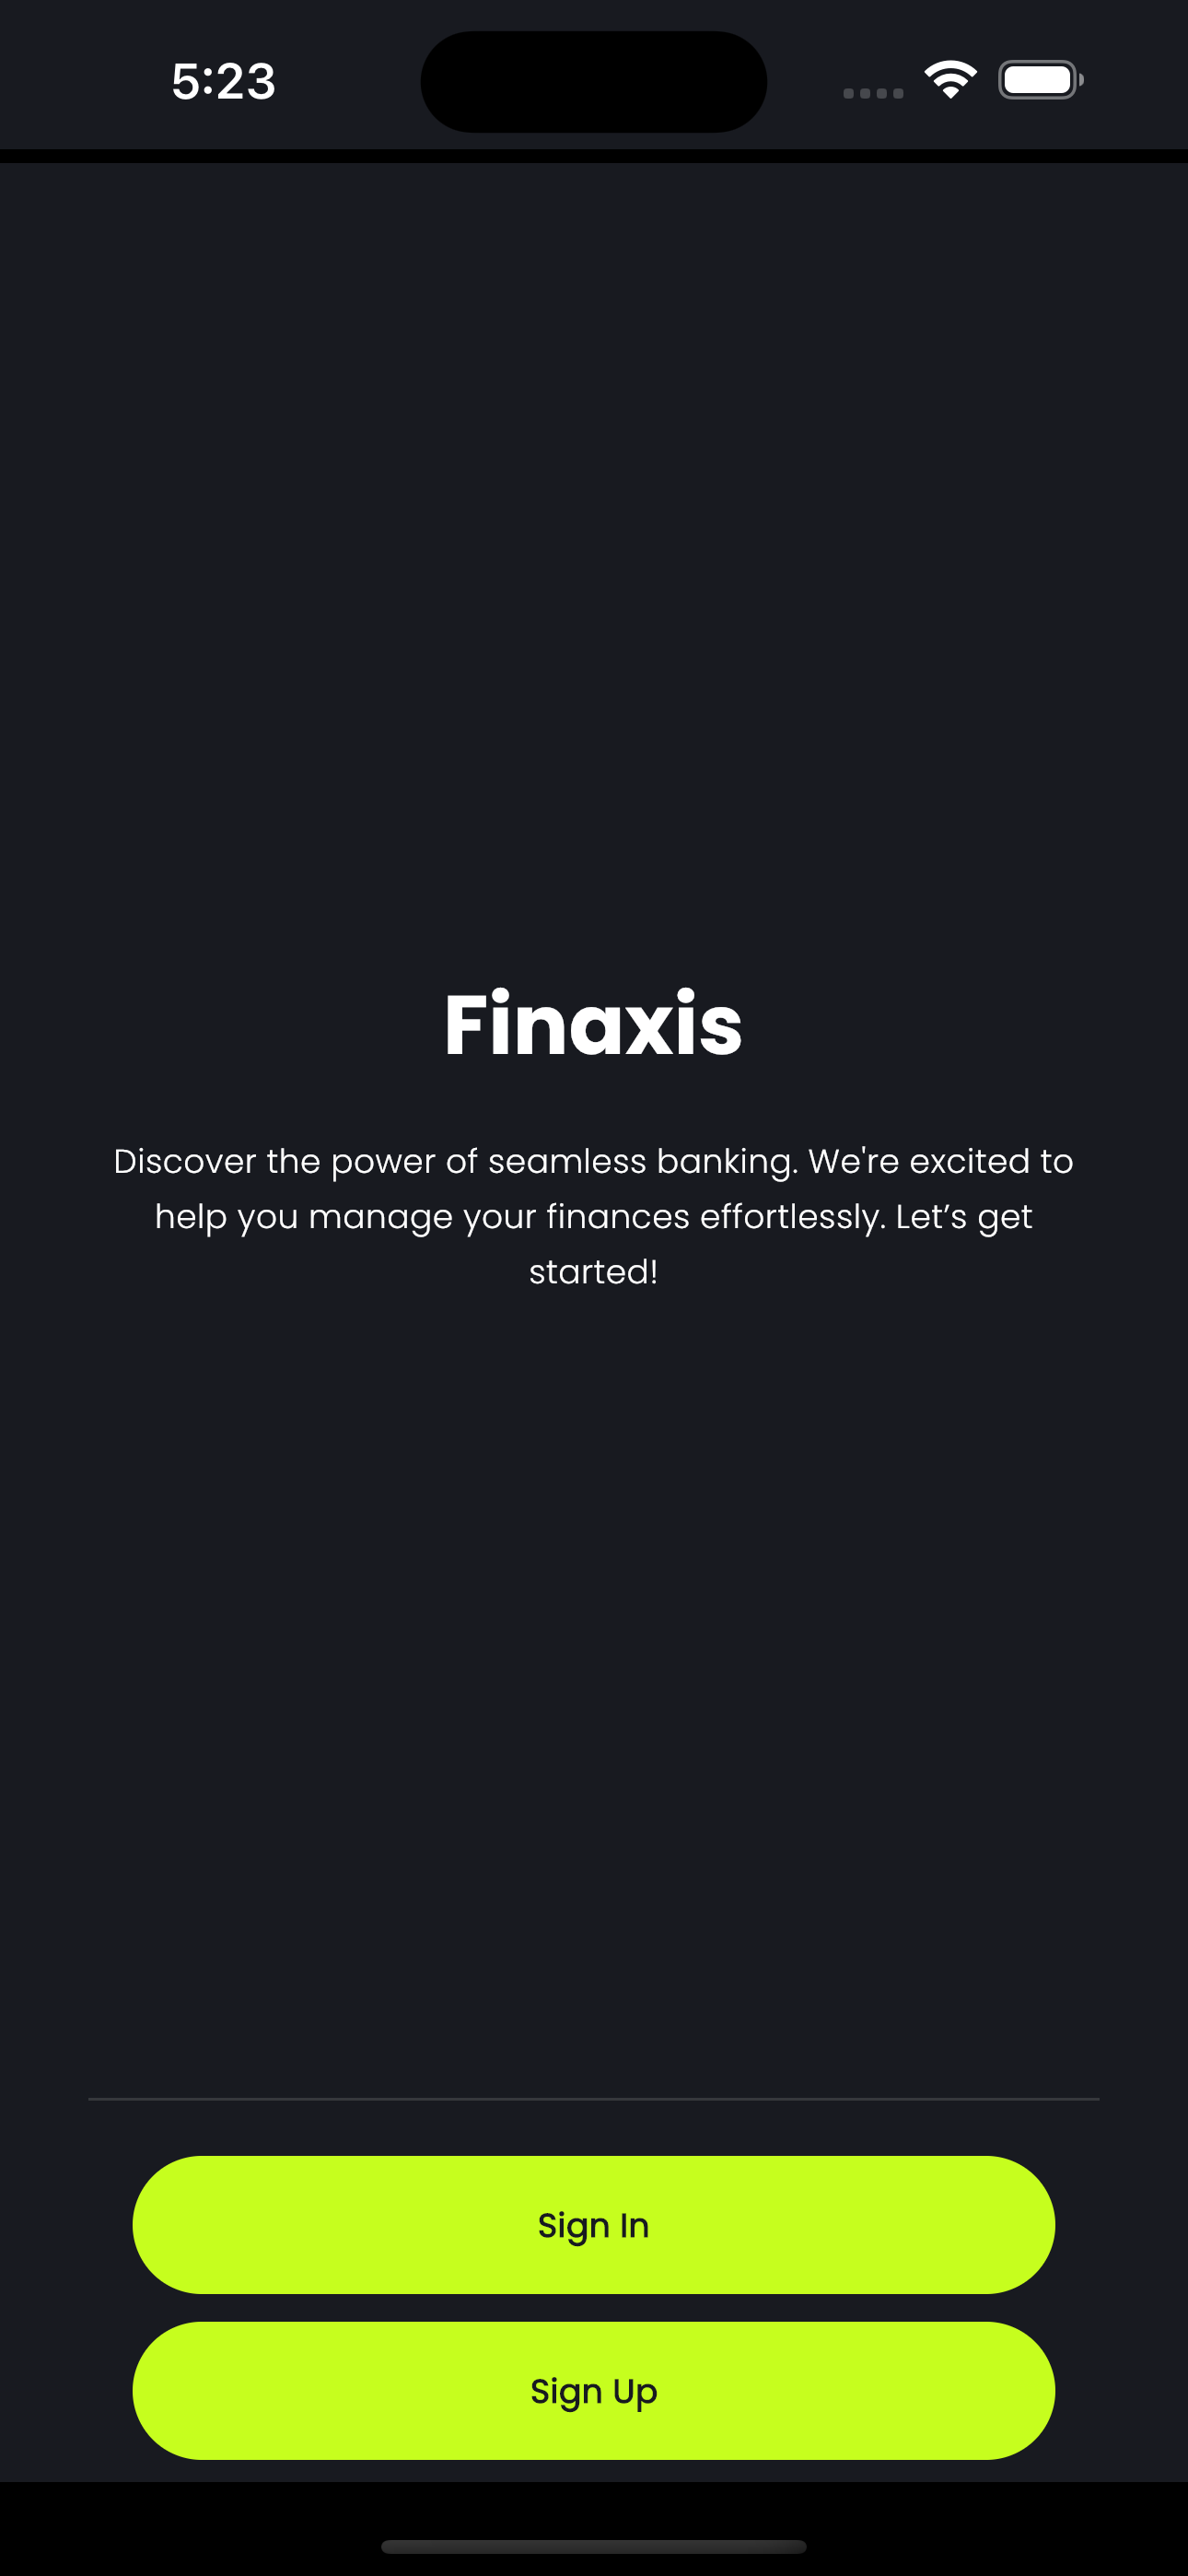 5:23
Finaxis
Discover the power of seamless banking. We're excited to
help you manage your finances effortlessly. Let’s get
started!
Sign In
Sign Up